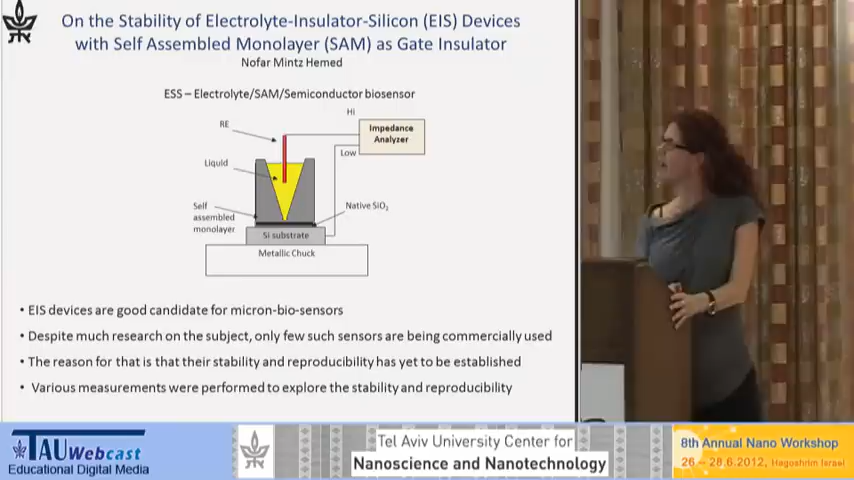 On the Stability of Electrolyte-Insulator-Silicon (EIS) Devices
with Self Assembled Monolayer (SAM) as Gate Insulator
Nofar Mintz Hemed
ESS – Electrolyte/SAM/Semiconductor biosensor
Hi
RE
Impedance
Analyzer
Low
Liquid
Self
assembled
monolayer
Native SiO₂
Si substrate
Metallic Chuck
• EIS devices are good candidate for micron-bio-sensors
• Despite much research on the subject, only few such sensors are being commercially used
• The reason for that is that their stability and reproducibility has yet to be established
• Various measurements were performed to explore the stability and reproducibility
TAU Webcast
Educational Digital Media
Tel Aviv University Center for
Nanoscience and Nanotechnology
8th Annual Nano Workshop
26 – 28.6.2012, Hagoshrim Israel